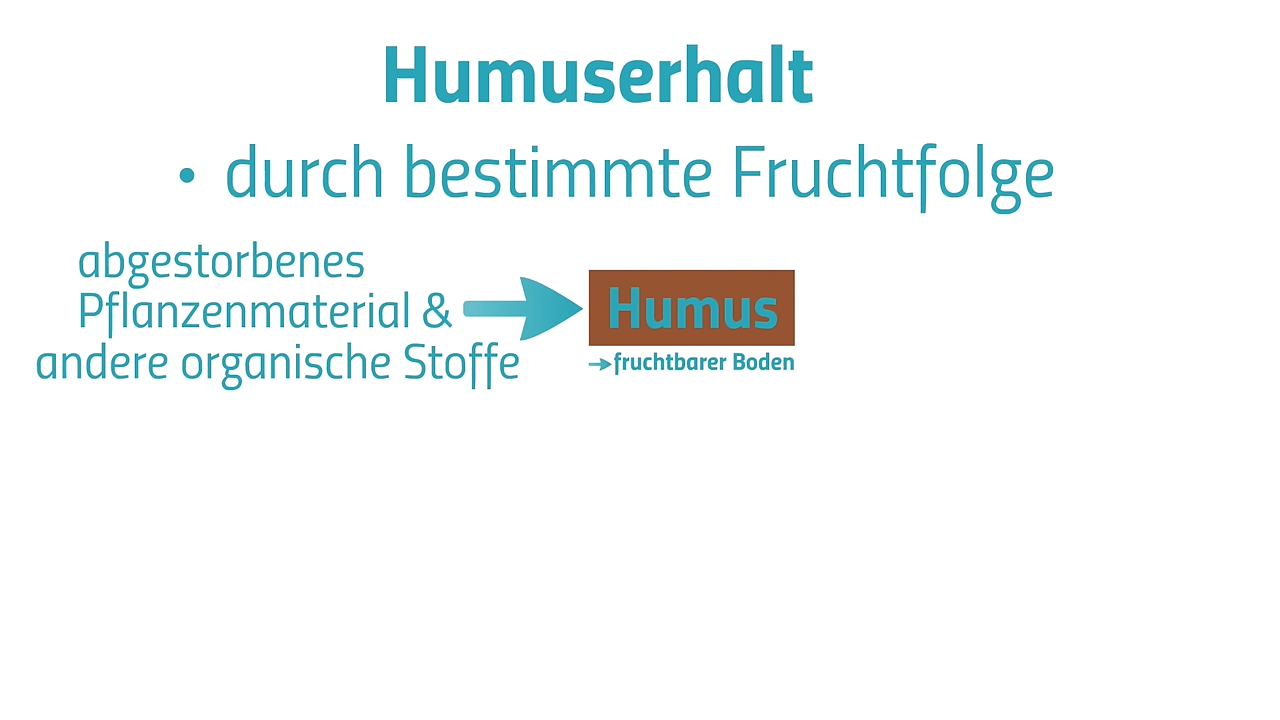 Humuserhalt
• durch bestimmte Fruchtfolge
abgestorbenes
Pflanzenmaterial &
andere organische Stoffe
Humus
→fruchtbarer Boden